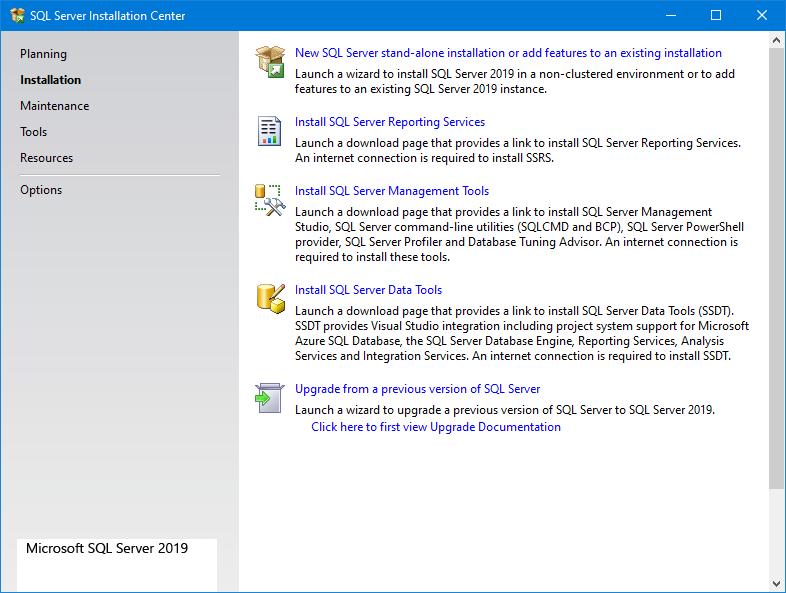 SQL Server Installation Center
Planning
Installation
Maintenance
Tools
Resources
Options
Microsoft SQL Server 2019
New SQL Server stand-alone installation or add features to an existing installation
Launch a wizard to install SQL Server 2019 in a non-clustered environment or to add
features to an existing SQL Server 2019 instance.
Install SQL Server Reporting Services
Launch a download page that provides a link to install SQL Server Reporting Services.
An internet connection is required to install SSRS.
Install SQL Server Management Tools
Launch a download page that provides a link to install SQL Server Management
Studio, SQL Server command-line utilities (SQLCMD and BCP), SQL Server PowerShell
provider, SQL Server Profiler and Database Tuning Advisor. An internet connection is
required to install these tools.
Install SQL Server Data Tools
Launch a download page that provides a link to install SQL Server Data Tools (SSDT).
SSDT provides Visual Studio integration including project system support for Microsoft
Azure SQL Database, the SQL Server Database Engine, Reporting Services, Analysis
Services and Integration Services. An internet connection is required to install SSDT.
Upgrade from a previous version of SQL Server
Launch a wizard to upgrade a previous version of SQL Server to SQL Server 2019.
Click here to first view Upgrade Documentation